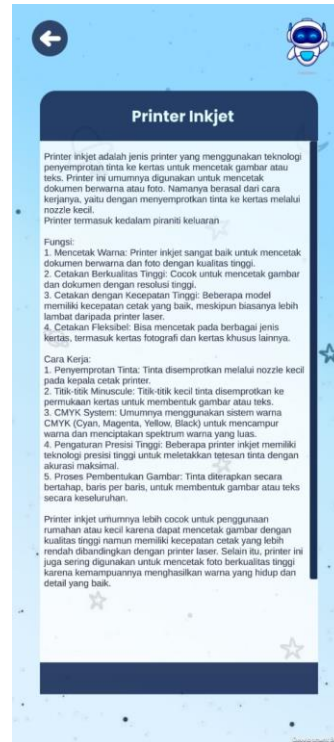 Printer Inkjet
Printer inkjet adalah jenis printer yang menggunakan teknologi
penyemprotan tinta ke kertas untuk mencetak gambar atau
teks. Printer ini umumnya digunakan untuk mencetak
dokumen berwarna atau foto. Namanya berasal dari cara
kerjanya, yaitu dengan menyemprotkan tinta ke kertas melalui
nozzle kecil.
Printer termasuk kedalam piraniti keluaran
Fungsi:
1. Mencetak Warna: Printer inkjet sangat baik untuk mencetak
dokumen berwarna dan foto dengan kualitas tinggi.
2. Cetakan Berkualitas Tinggi: Cocok untuk mencetak gambar
dan dokumen dengan resolusi tinggi.
3. Cetakan dengan Kecepatan Tinggi: Beberapa model
memiliki kecepatan cetak yang baik, meskipun biasanya lebih
lambat daripada printer laser.
4. Cetakan Fleksibel: Bisa mencetak pada berbagai jenis
kertas, termasuk kertas fotografi dan kertas khusus lainnya.
Cara Kerja:
1. Penyemprotan Tinta: Tinta disemprotkan melalui nozzle kecil
pada kepala cetak printer.
2. Titik-titik Minuscule: Titik-titik kecil tinta disemprotkan ke
permukaan kertas untuk membentuk gambar atau teks.
3. CMYK System: Umumnya menggunakan sistem warna
CMYK (Cyan, Magenta, Yellow, Black) untuk mencampur
warna dan menciptakan spektrum warna yang luas.
4. Pengaturan Presisi Tinggi: Beberapa printer inkjet memiliki
teknologi presisi tinggi untuk meletakkan tetesan tinta dengan
akurasi maksimal.
5. Proses Pembentukan Gambar: Tinta diterapkan secara
bertahap, baris per baris, untuk membentuk gambar atau teks
secara keseluruhan.
Printer inkjet umumnya lebih cocok untuk penggunaan
rumahan atau kecil karena dapat mencetak gambar dengan
kualitas tinggi namun memiliki kecepatan cetak yang lebih
rendah dibandingkan dengan printer laser. Selain itu, printer ini
juga sering digunakan untuk mencetak foto berkualitas tinggi
karena kemampuannya menghasilkan warna yang hidup dan
detail yang baik.